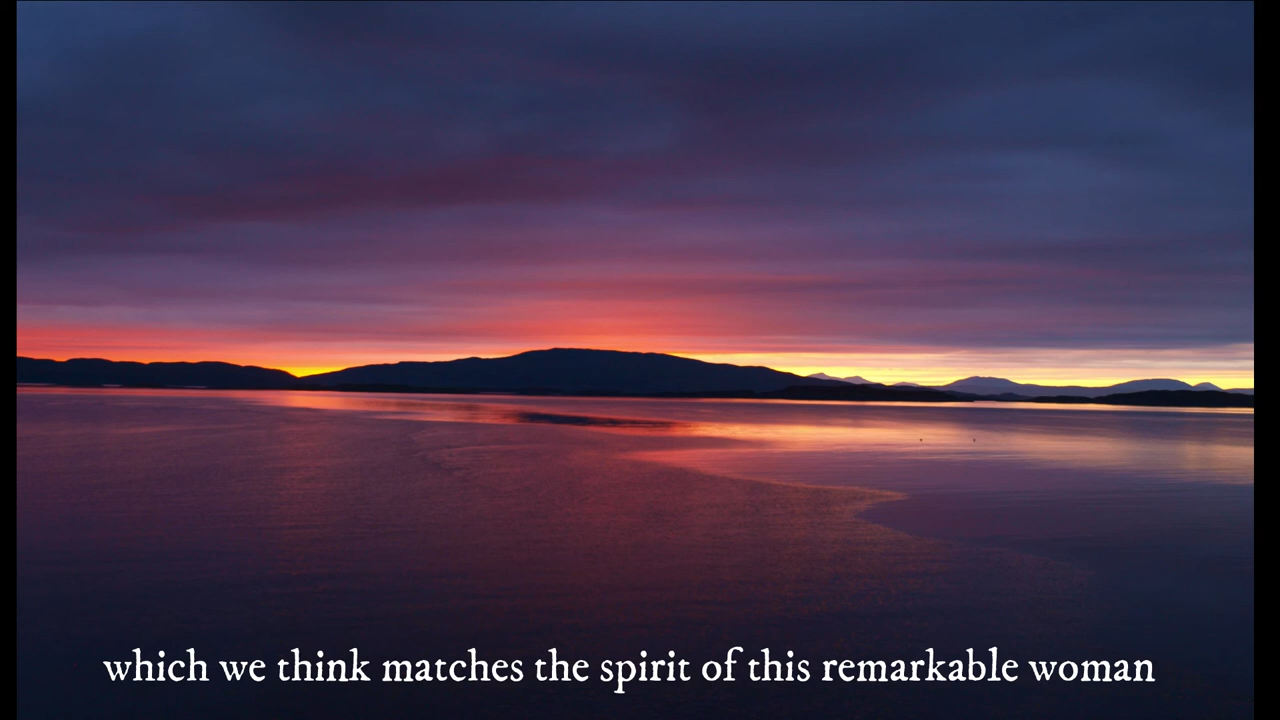 which we think matches the spirit of this remarkable woman